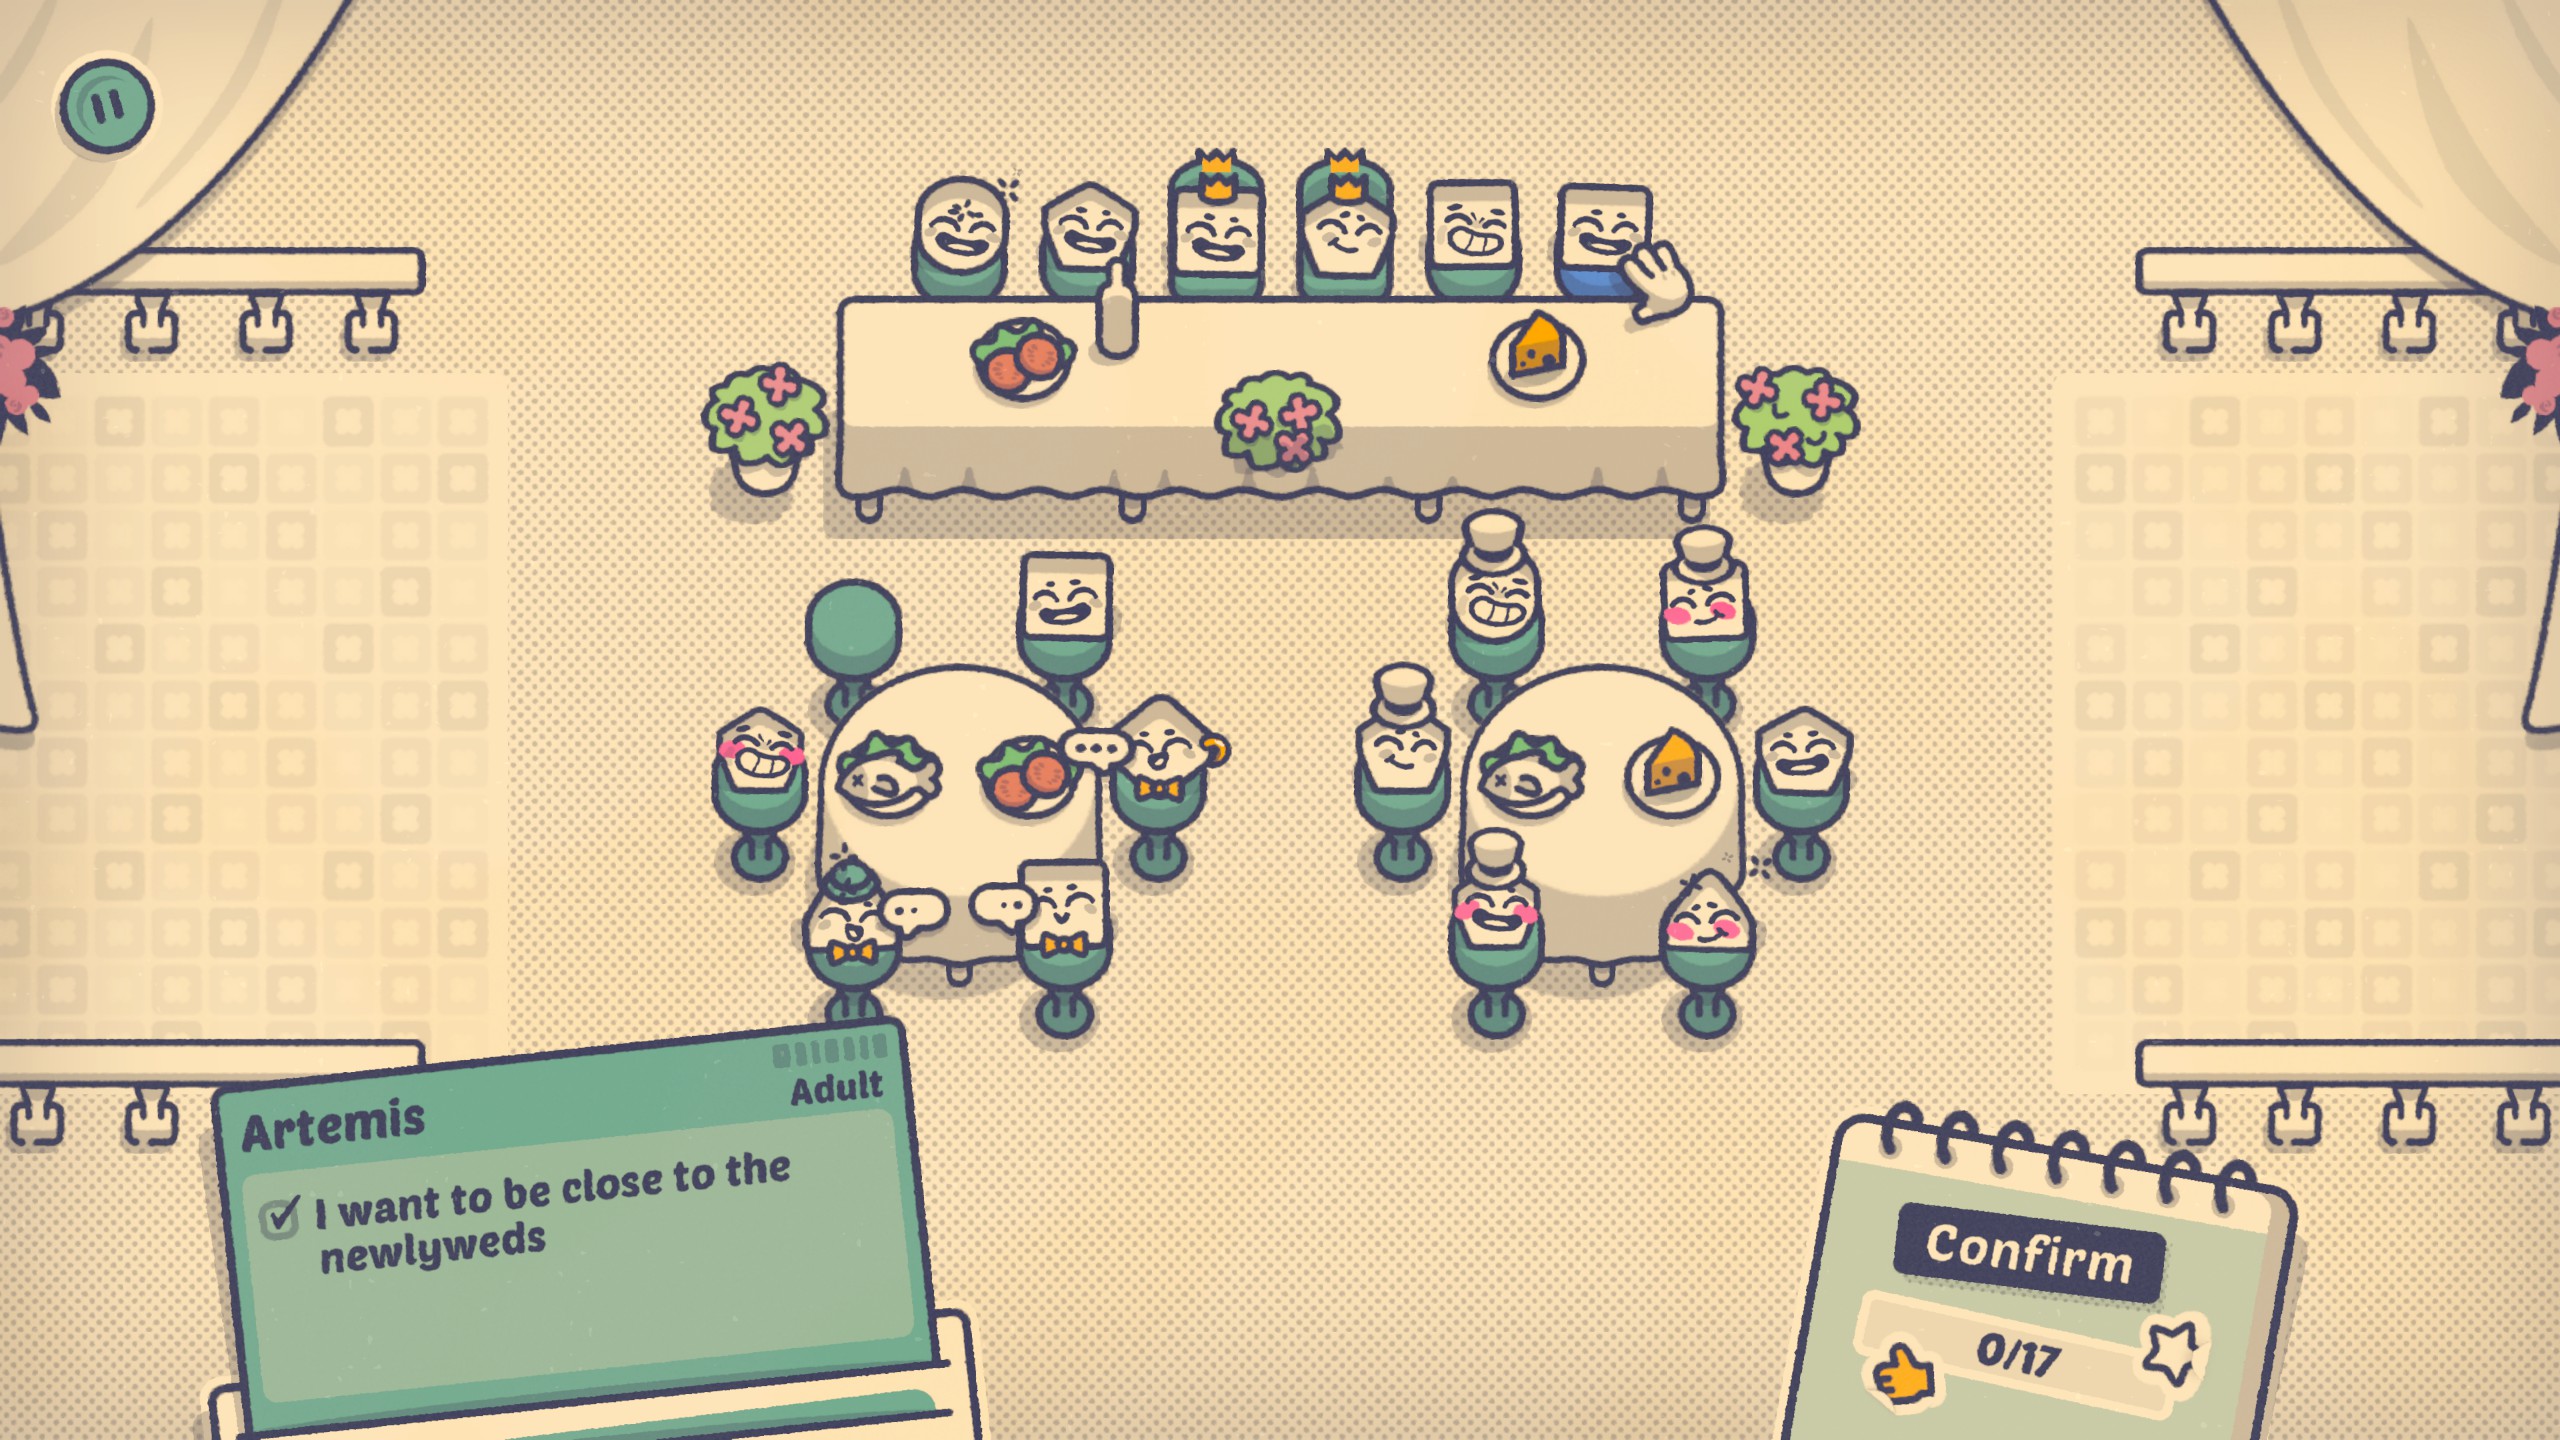 Adult
Artemis
I want to be close to the
newlyweds
Confirm
0/17